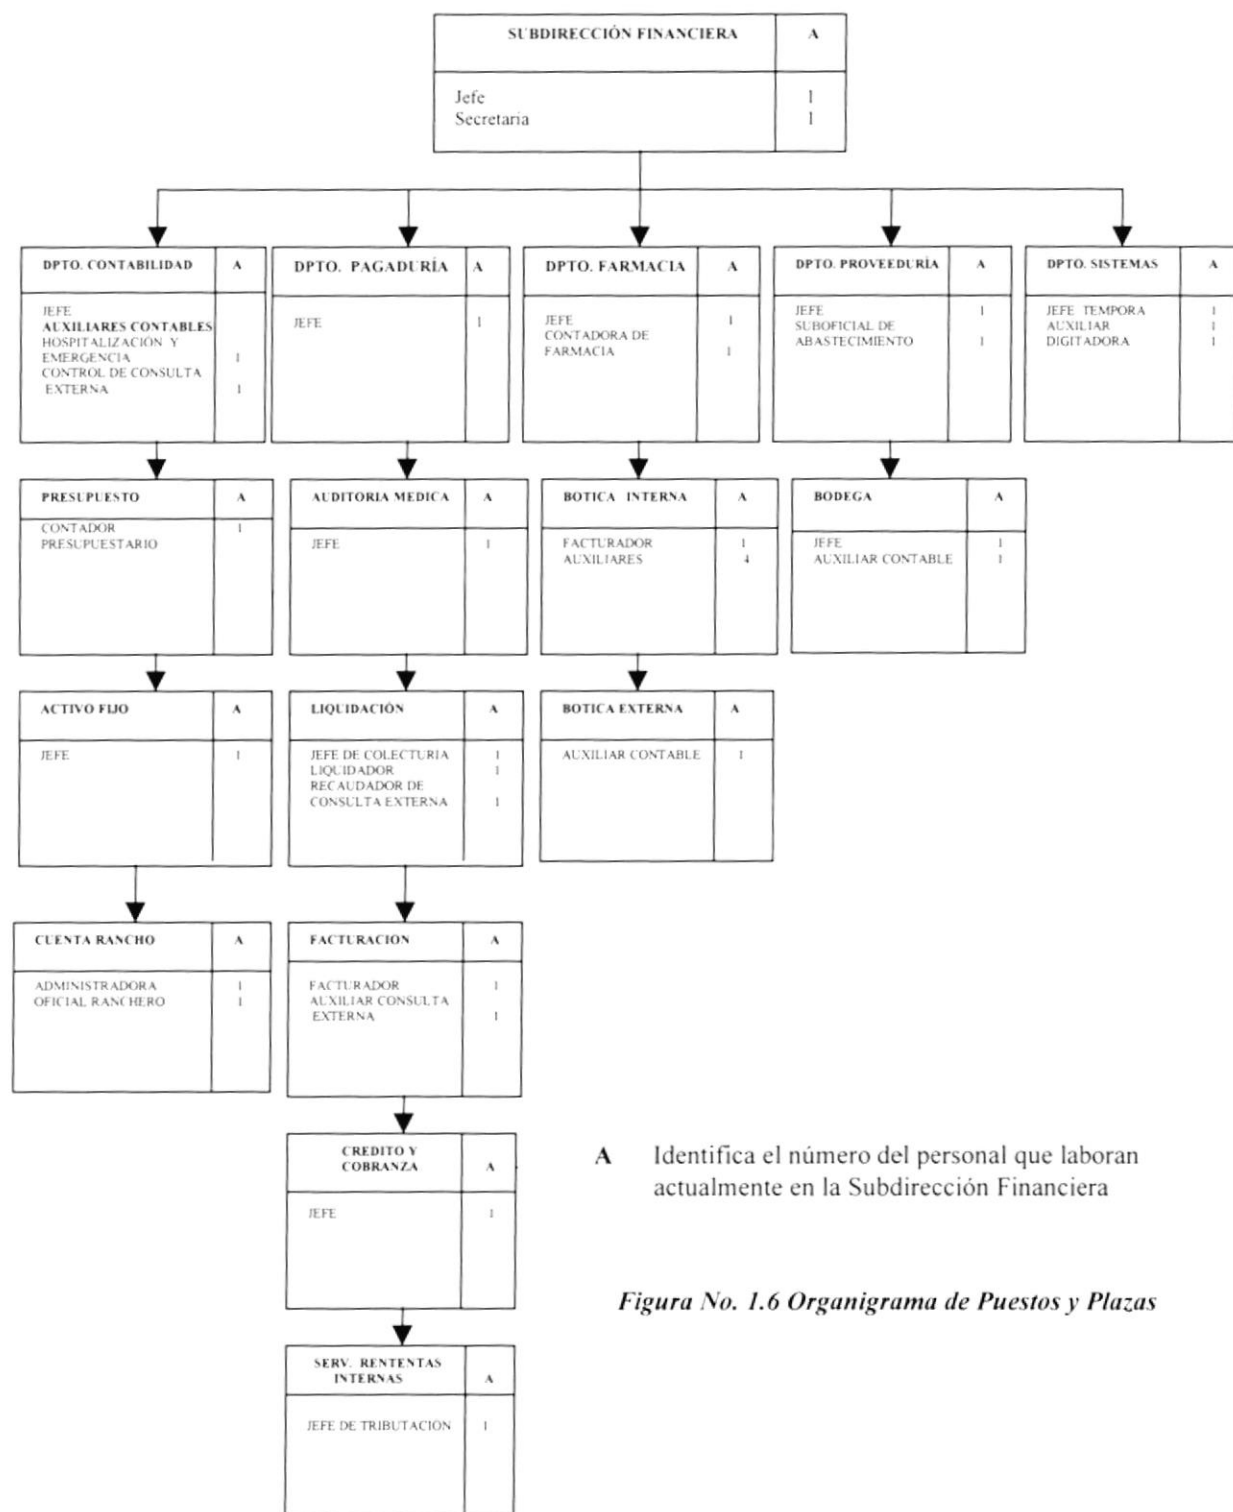 SUBDIRECCIÓN FINANCIERA A
Jefe 1
Secretaria 1
DPTO. CONTABILIDAD A
JEFE
AUXILIARES CONTABLES
HOSPITALIZACIÓN Y
EMERGENCIA 1
CONTROL DE CONSULTA
EXTERNA 1
DPTO. PAGADURÍA A
JEFE 1
DPTO. FARMACIA A
JEFE 1
CONTADORA DE
FARMACIA 1
DPTO. PROVEEDURÍA A
JEFE 1
SUBOFICIAL DE
ABASTECIMIENTO 1
DPTO. SISTEMAS A
JEFE TEMPORA 1
AUXILIAR 1
DIGITADORA 1
PRESUPUESTO A
CONTADOR 1
PRESUPUESTARIO
AUDITORIA MEDICA A
JEFE 1
BOTICA INTERNA A
FACTURADOR 1
AUXILIARES 4
BODEGA A
JEFE 1
AUXILIAR CONTABLE 1
ACTIVO FIJO A
JEFE 1
LIQUIDACIÓN A
JEFE DE COLECTURIA 1
LIQUIDADOR 1
RECAUDADOR DE
CONSULTA EXTERNA 1
BOTICA EXTERNA A
AUXILIAR CONTABLE 1
CUENTA RANCHO A
ADMINISTRADORA 1
OFICIAL RANCHERO 1
FACTURACION A
FACTURADOR 1
AUXILIAR CONSULTA
EXTERNA 1
CREDITO Y
COBRANZA A
JEFE 1
SERV. RENTENTAS
INTERNAS A
JEFE DE TRIBUTACION 1
A Identifica el número del personal que laboran
actualmente en la Subdirección Financiera
Figura No. 1.6 Organigrama de Puestos y Plazas